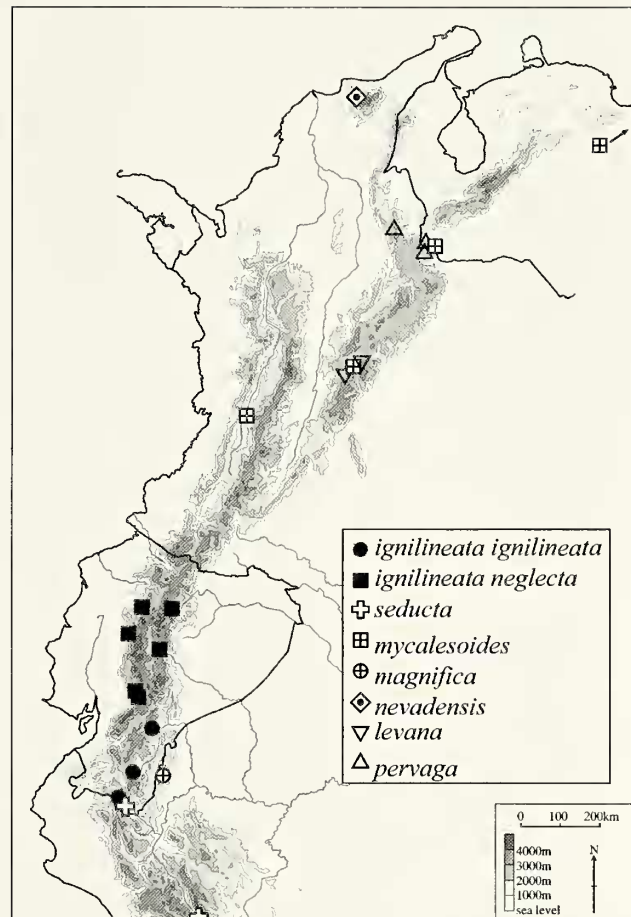 ignilineata ignilineata
ignilineata neglecta
seducta
mycalesoides
magnifica
nevadensis
levana
pervaga
0 100 200km
4000m
3000m
2000m
1000m
sea level
N